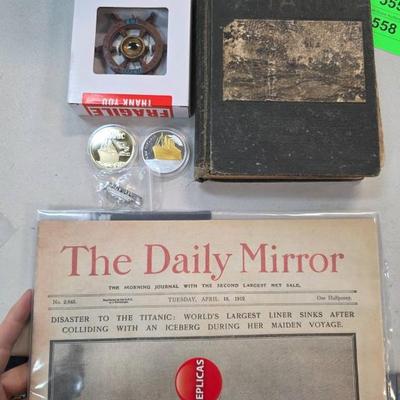 555
558
THANK YOU
FRAGILE
The Daily Mirror
THE MORNING JOURNAL WITH THE SECOND LARGEST NET SALE.
TUESDAY, APRIL 16, 1912
One Halfpenny.
DISASTER TO THE TITANIC: WORLD'S LARGEST LINER SINKS AFTER
COLLIDING WITH AN ICEBERG DURING HER MAIDEN VOYAGE.
REPLICAS